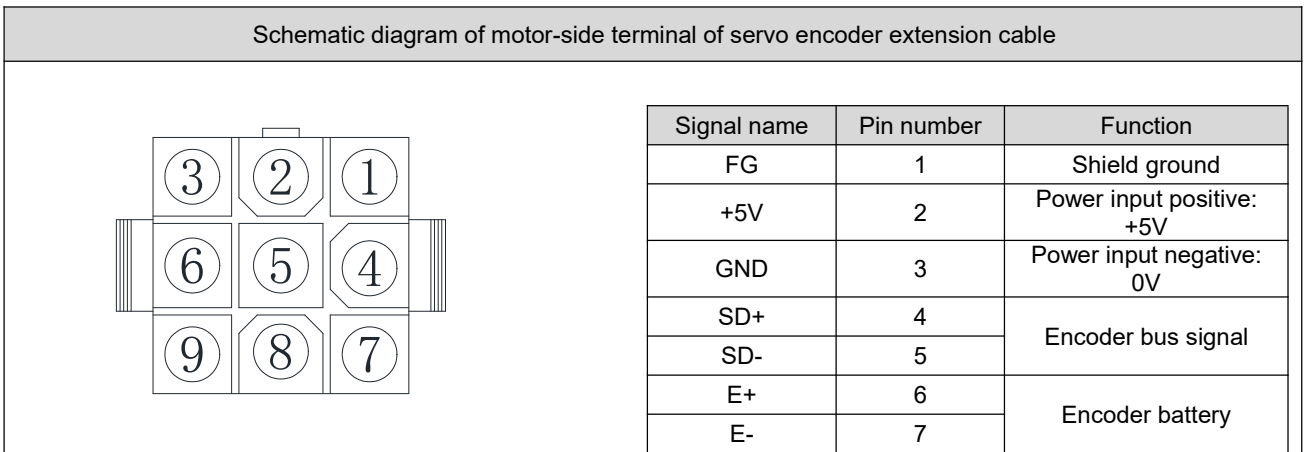 Schematic diagram of motor-side terminal of servo encoder extension cable
③ ② ①
⑥ ⑤ ④
⑨ ⑧ ⑦
Signal name Pin number Function
FG 1 Shield ground
+5V 2 Power input positive:
+5V
GND 3 Power input negative:
0V
SD+ 4 Encoder bus signal
SD- 5
E+ 6 Encoder battery
E- 7